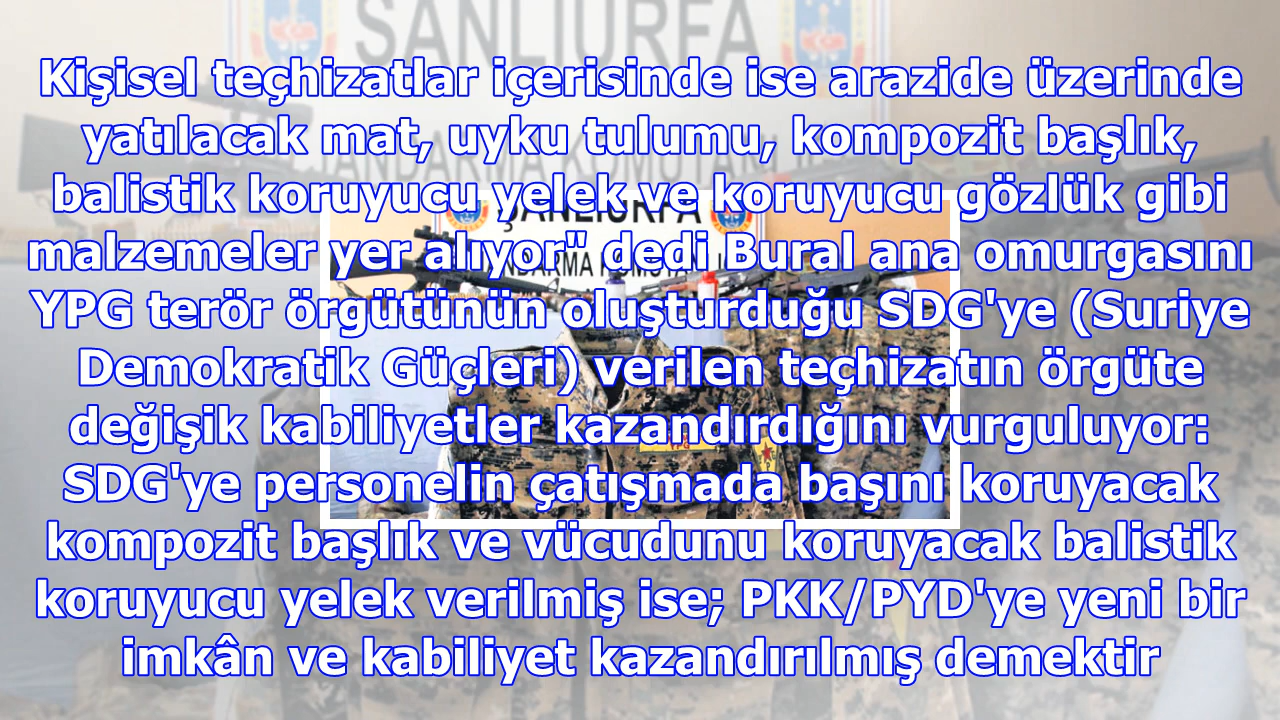 ŞANLIURFA
Kişisel teçhizatlar içerisinde ise arazide üzerinde
yatılacak mat, uyku tulumu, kompozit başlık,
balistik koruyucu yelek ve koruyucu gözlük gibi
malzemeler yer alıyor" dedi Bural ana omurgasını
YPG terör örgütünün oluşturduğu SDG'ye (Suriye
Demokratik Güçleri) verilen teçhizatın örgüte
değişik kabiliyetler kazandırdığını vurguluyor:
SDG'ye personelin çatışmada başını koruyacak
kompozit başlık ve vücudunu koruyacak balistik
koruyucu yelek verilmiş ise; PKK/PYD'ye yeni bir
imkân ve kabiliyet kazandırılmış demektir
ŞANLIURFA
YPG